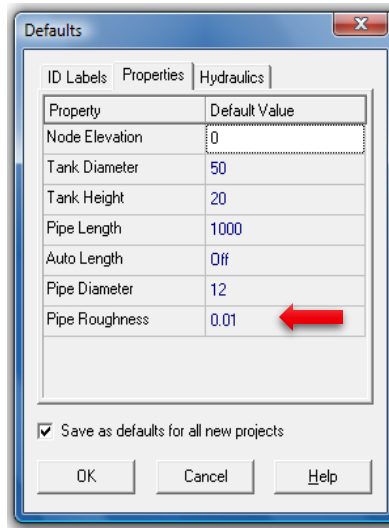 Defaults
ID Labels Properties Hydraulics
Property Default Value
Node Elevation 0
Tank Diameter 50
Tank Height 20
Pipe Length 1000
Auto Length Off
Pipe Diameter 12
Pipe Roughness 0.01
Save as defaults for all new projects
OK Cancel Help